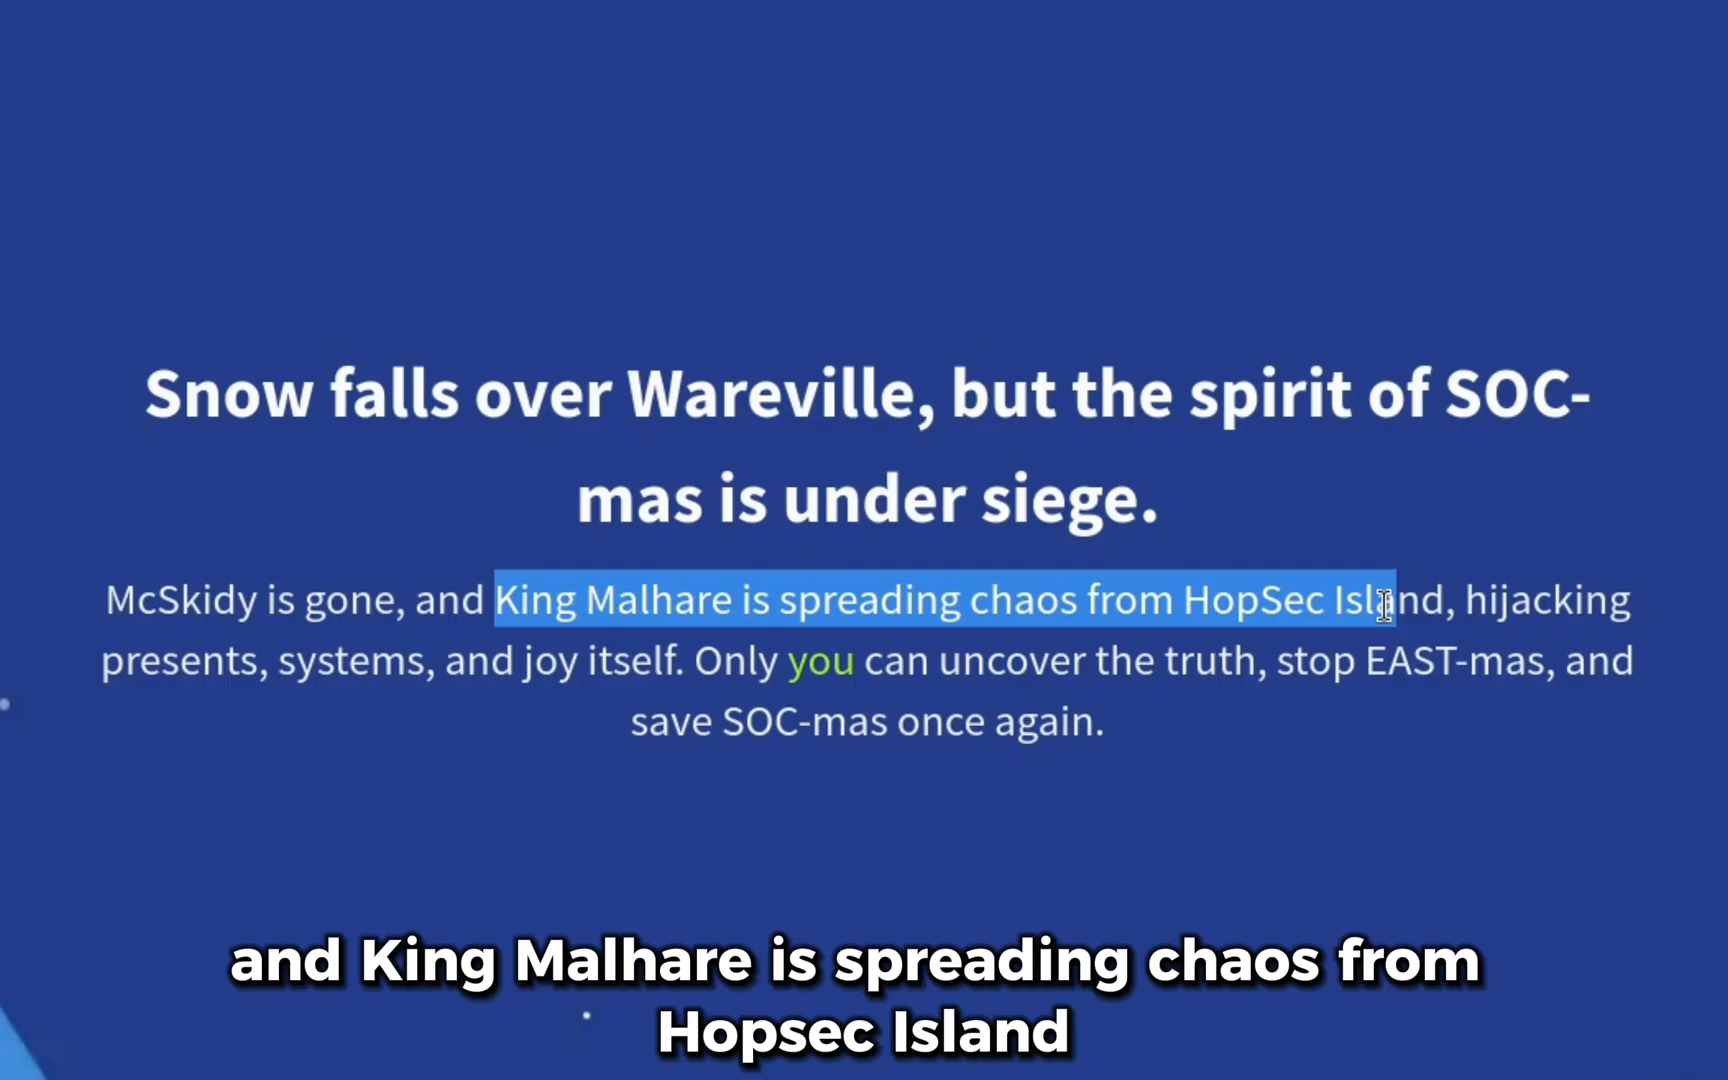 Snow falls over Wareville, but the spirit of SOC-
mas is under siege.
McSkidy is gone, and King Malhare is spreading chaos from HopSec Island, hijacking
presents, systems, and joy itself. Only you can uncover the truth, stop EAST-mas, and
save SOC-mas once again.
and King Malhare is spreading chaos from
Hopsec Island